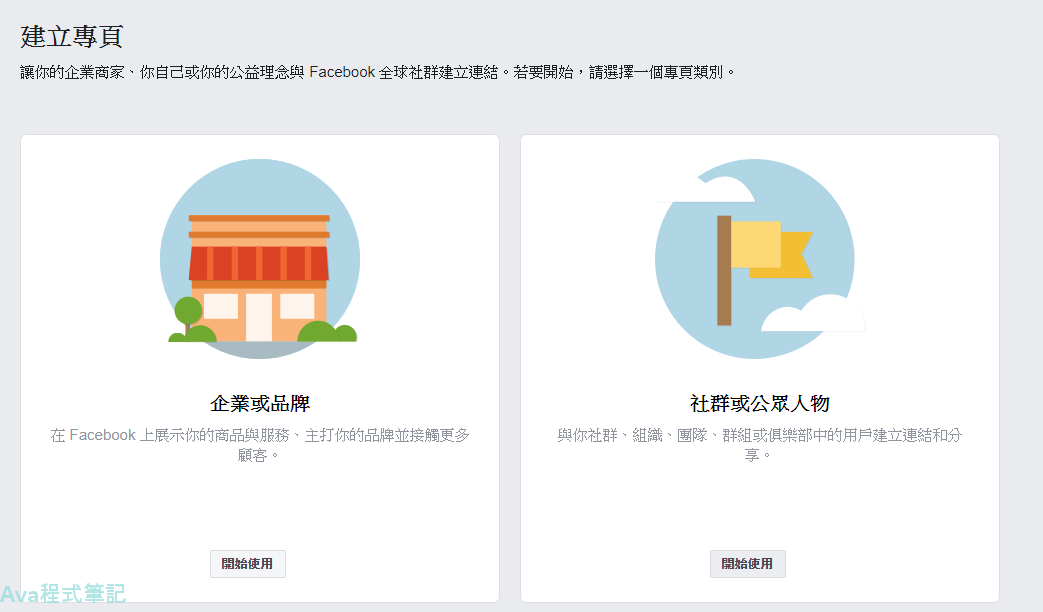 建立專頁
讓你的企業商家、你自己或你的公益理念與 Facebook 全球社群建立連結。若要開始，請選擇一個專頁類別。
企業或品牌
在 Facebook 上展示你的商品與服務、主打你的品牌並接觸更多
顧客。
開始使用
社群或公眾人物
與你社群、組織、團隊、群組或俱樂部中的用戶建立連結和分
享。
開始使用
Ava程式筆記